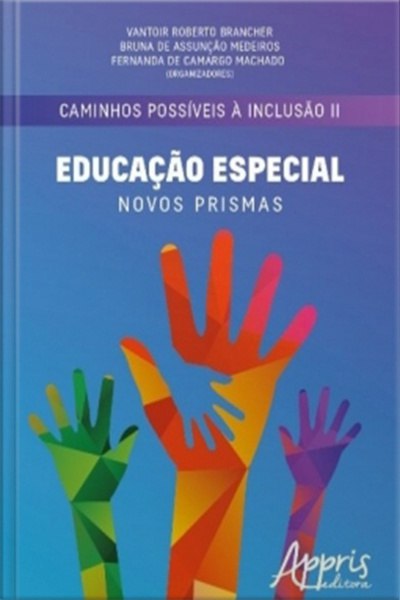 VANTOIR ROBERTO BRANCHER
BRUNA DE ASSUNÇÃO MEDEIROS
FERNANDA DE CAMARGO MACHADO
(ORGANIZADORES)
CAMINHOS POSSÍVEIS À INCLUSÃO II
EDUCAÇÃO ESPECIAL
NOVOS PRISMAS
Appris
editora